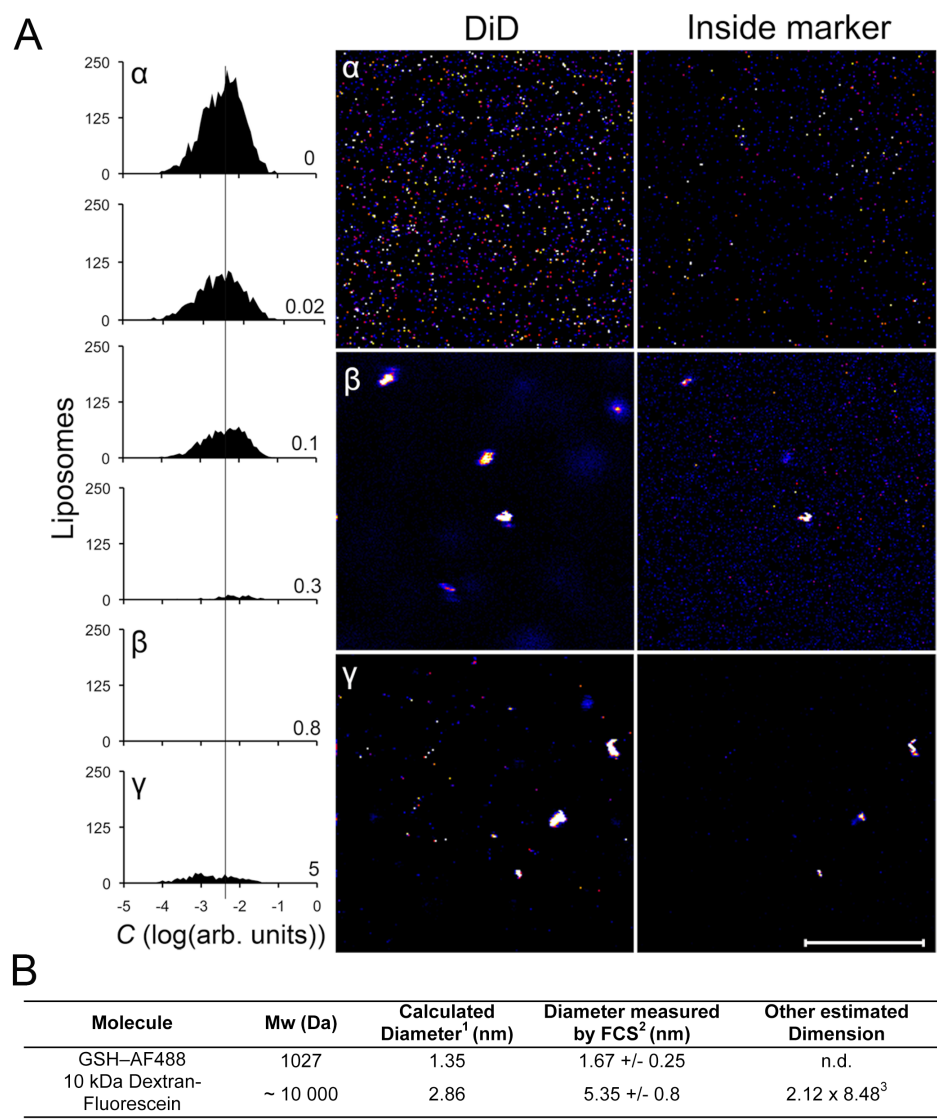 A
DiD
Inside marker
250
125
0
α
0
250
125
0
0.02
250
125
0
0.1
250
125
0
0.3
250
125
0
β
0.8
250
125
0
γ
5
-5 -4 -3 -2 -1 0
C (log(arb. units))
Liposomes
α
β
γ
B
Molecule Mw (Da) Calculated Diameter¹ (nm) Diameter measured by FCS² (nm) Other estimated Dimension
GSH–AF488 1027 1.35 1.67 +/- 0.25 n.d.
10 kDa Dextran-Fluorescein ~ 10 000 2.86 5.35 +/- 0.8 2.12 x 8.48³